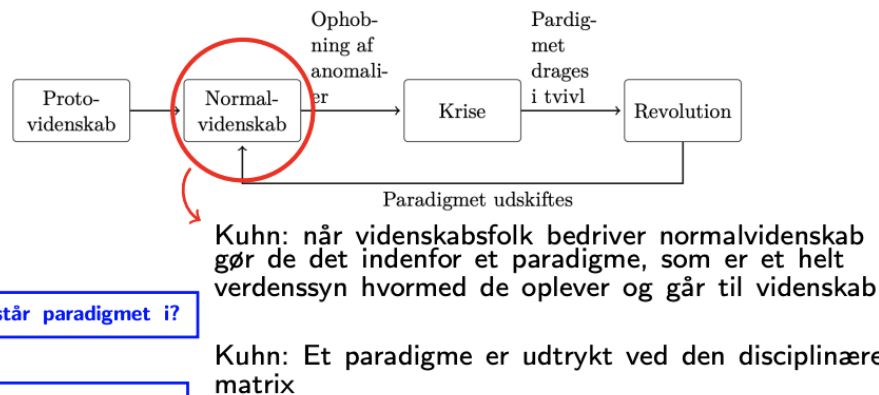 Ophob-
ning af
anomali-
er
Pardig-
met
drages
i tvivl
Proto-
videnskab
Normal-
videnskab
Krise
Revolution
Paradigmet udskiftes
Kuhn: når videnskabsfolk bedriver normalvidenskab
gør de det indenfor et paradigme, som er et helt
verdenssyn hvormed de oplever og går til videnskab
står paradigmet i?
Kuhn: Et paradigme er udtrykt ved den disciplinære
matrix